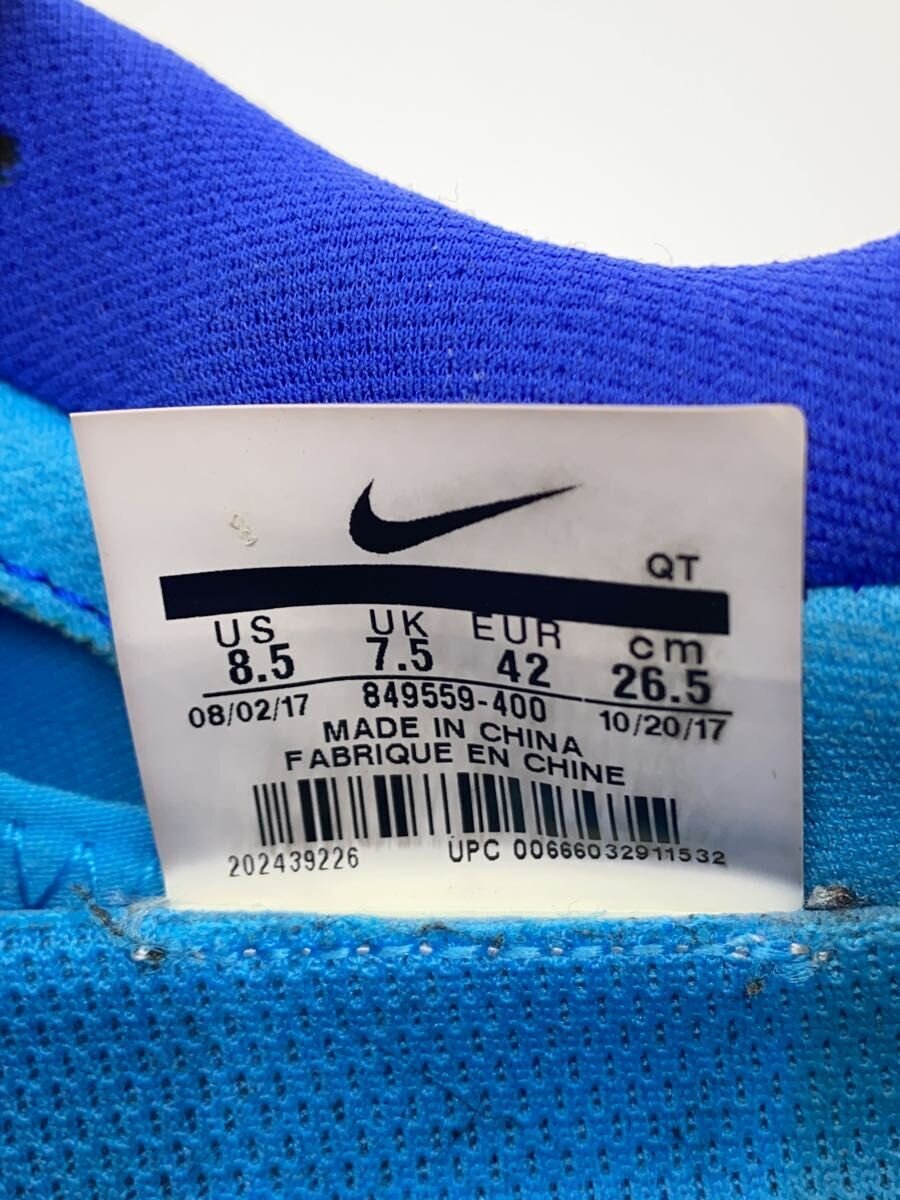 QT
US UK EUR cm
8.5 7.5 42 26.5
08/02/17 849559-400 10/20/17
MADE IN CHINA
FABRIQUE EN CHINE
202439226 UPC 00666032911532